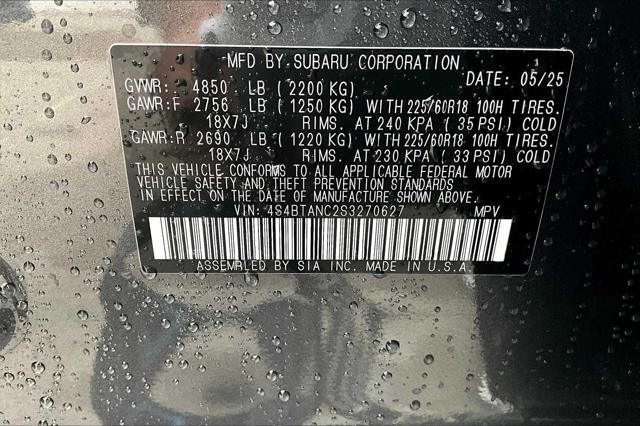 MFD BY SUBARU CORPORATION
DATE: 05/25
GVWR: 4850 LB (2200 KG)
GAWR:F 2756 LB (1250 KG) WITH 225/60R18 100H TIRES.
18X7J RIMS. AT 240 KPA (35 PSI) COLD
GAWR:R 2690 LB (1220 KG) WITH 225/60R18 100H TIRES.
18X7J RIMS. AT 230 KPA (33 PSI) COLD
THIS VEHICLE CONFORMS TO ALL APPLICABLE FEDERAL MOTOR
VEHICLE SAFETY AND THEFT PREVENTION STANDARDS
IN EFFECT ON THE DATE OF MANUFACTURE SHOWN ABOVE.
VIN: 4S4BTANC2S3270627 MPV
ASSEMBLED BY SIA INC. MADE IN U.S.A